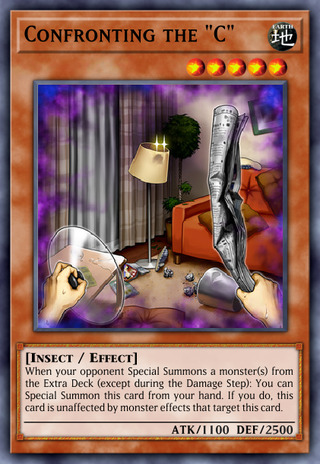 CONFRONTING THE "C"
EARTH
地
[INSECT / EFFECT]
When your opponent Special Summons a monster(s) from
the Extra Deck (except during the Damage Step): You can
Special Summon this card from your hand. If you do, this
card is unaffected by monster effects that target this card.
ATK/1100 DEF/2500